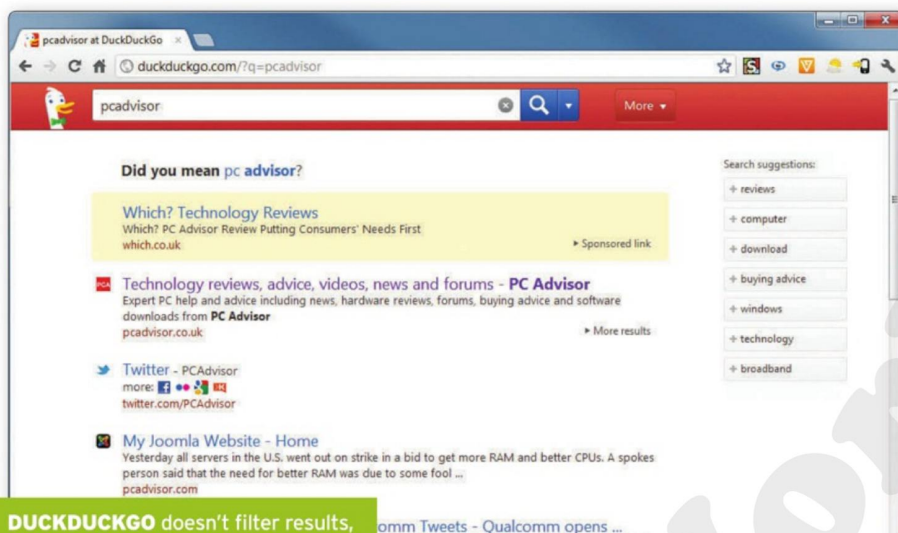 pcadvisor at DuckDuckGo
duckduckgo.com/?q=pcadvisor
pcadvisor
More
Did you mean pc advisor?
Which? Technology Reviews
Which? PC Advisor Review Putting Consumers' Needs First
which.co.uk
Sponsored link
Technology reviews, advice, videos, news and forums - PC Advisor
Expert PC help and advice including news, hardware reviews, forums, buying advice and software
downloads from PC Advisor
pcadvisor.co.uk
More results
Twitter - PCAdvisor
more:
twitter.com/PCAdvisor
My Joomla Website - Home
Yesterday all servers in the U.S. went out on strike in a bid to get more RAM and better CPUs. A spokes
person said that the need for better RAM was due to some fool ...
pcadvisor.com
omm Tweets - Qualcomm opens ...
Search suggestions:
+ reviews
+ computer
+ download
+ buying advice
+ windows
+ technology
+ broadband
DUCKDUCKGO doesn't filter results,